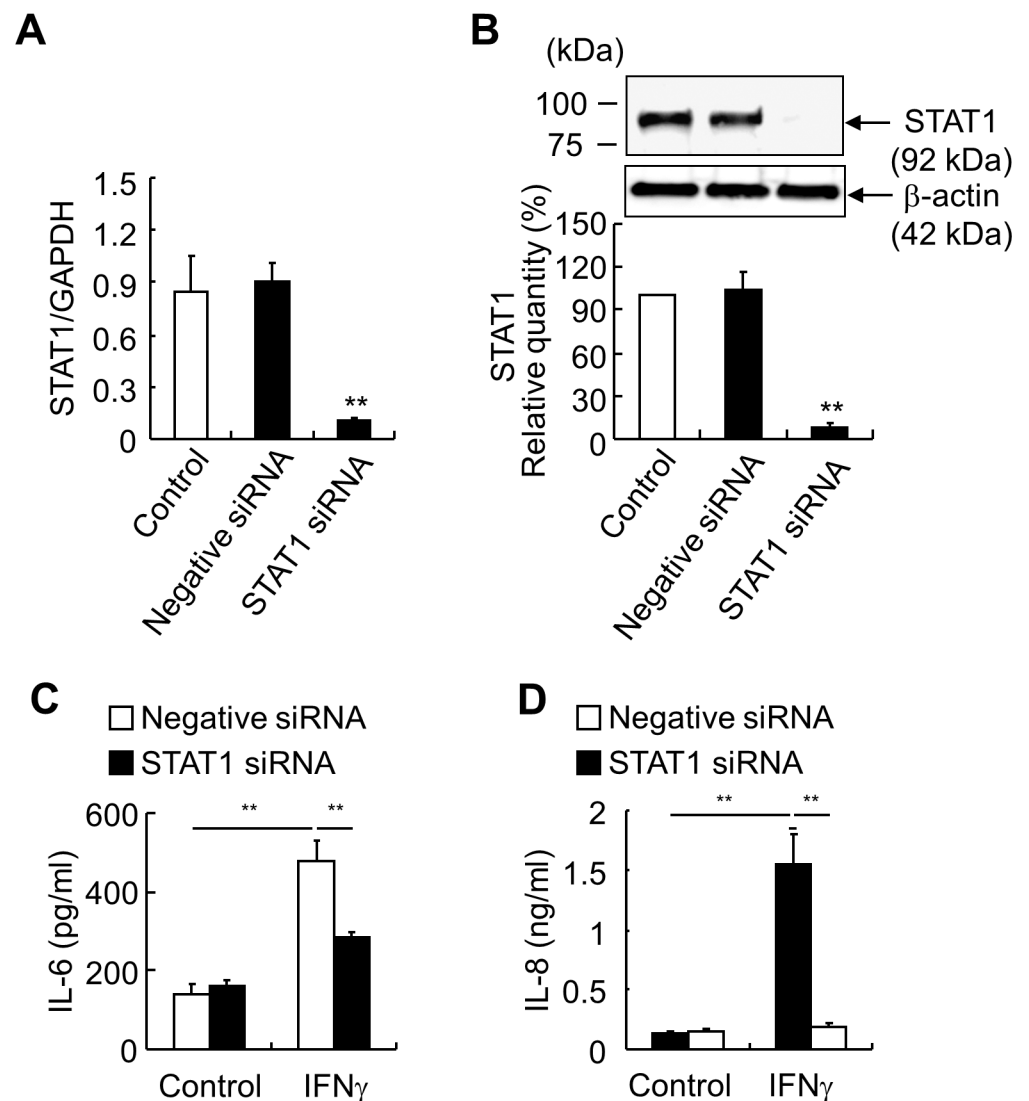 A
STAT1/GAPDH
1.5
1.2
0.9
0.6
0.3
0
**
Control
Negative siRNA
STAT1 siRNA
B
(kDa)
100
75
STAT1
(92 kDa)
β-actin
(42 kDa)
STAT1
Relative quantity (%)
150
120
90
60
30
0
**
Control
Negative siRNA
STAT1 siRNA
C
Negative siRNA
STAT1 siRNA
IL-6 (pg/ml)
600
400
200
0
**
**
Control
IFNγ
D
Negative siRNA
STAT1 siRNA
IL-8 (ng/ml)
2
1.5
1
0.5
0
**
**
Control
IFNγ